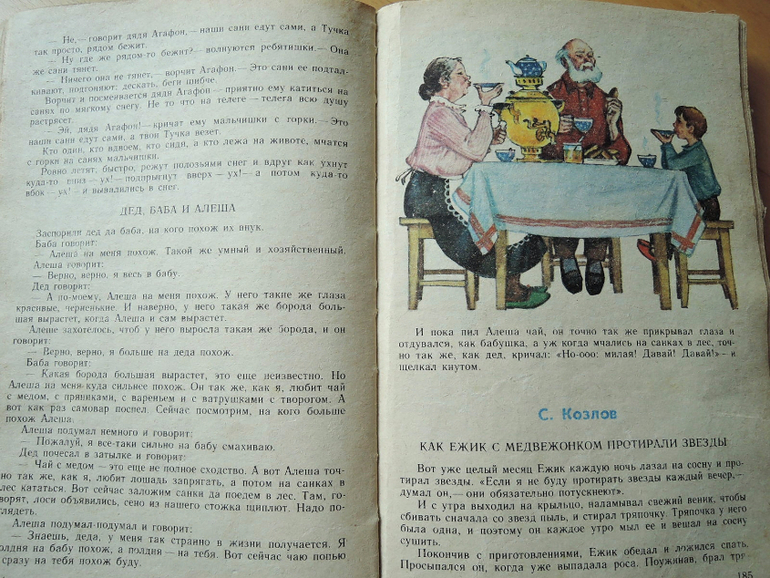 — Не,— говорит дядя Агафон,— наши сани едут сами, а Тучка
так просто, рядом бежит.
— Ну где же рядом-то бежит? — волнуются ребятишки.— Она
же сани тянет.
— Ничего она не тянет,— ворчит Агафон.— Это сани ее подтал-
кивают, подгоняют: дескать, беги шибче.
Ворчит и посмеивается дядя Агафон — приятно ему катиться на
санях по мягкому снегу. Не то что на телеге — телега всю душу
растрясет.
— Эй, дядя Агафон! — кричат ему мальчишки с горки.— Это
наши сани едут сами, а твои Тучка везет.
Кто один, кто вдвоем, кто сидя, а кто лежа на животе, мчатся
с горки на санях мальчишки.
Ровно летят, быстро, режут полозьями снег и вдруг как ухнут
куда-то вниз — ух! — подпрыгнут вверх — ух! — а потом куда-то
вбок — ух! — и вывалились в снег.
ДЕД, БАБА И АЛЕША
Заспорили дед да баба, на кого похож их внук.
Баба говорит:
— Алеша на меня похож. Такой же умный и хозяйственный.
Алеша говорит:
— Верно, верно, я весь в бабу.
Дед говорит:
— А по-моему, Алеша на меня похож. У него такие же глаза
красивые, черненькие. И наверно, у него такая же борода боль-
шая вырастет, когда Алеша и сам вырастет.
Алеше захотелось, чтоб у него выросла такая же борода, и он
говорит:
— Верно, верно, я больше на деда похож.
Баба говорит:
— Какая борода большая вырастет, это еще неизвестно. Но
Алеша на меня куда сильнее похож. Он так же, как я, любит чай
с медом, с пряниками, с вареньем и с ватрушками с творогом. А
вот как раз самовар поспел. Сейчас посмотрим, на кого больше
похож Алеша.
Алеша подумал немного и говорит:
— Пожалуй, я все-таки сильно на бабу смахиваю.
Дед почесал в затылке и говорит:
— Чай с медом — это еще не полное сходство. А вот Алеша точ-
но так же, как я, любит лошадь запрягать, а потом на санках в
лес кататься. Вот сейчас заложим санки да поедем в лес. Там, го-
ворят, лоси объявились, сено из нашего стожка щиплют. Надо по-
глядеть.
Алеша подумал-подумал и говорит:
— Знаешь, деда, у меня так странно в жизни получается. Я
полдня на бабу похож, а полдня — на тебя. Вот сейчас чаю попью
сразу на тебя похож буду.
И пока пил Алеша чай, он точно так же прикрывал глаза и
отдувался, как бабушка, а уж когда мчались на санках в лес, точ-
но так же, как дед, кричал: «Но-ооо: милая! Давай! Давай!» — и
щелкал кнутом.
С. Козлов
КАК ЕЖИК С МЕДВЕЖОНКОМ ПРОТИРАЛИ ЗВЕЗДЫ
Вот уже целый месяц Ежик каждую ночь лазал на сосну и про-
тирал звезды. «Если я не буду протирать звезды каждый вечер,—
думал он,— они обязательно потускнеют».
И с утра выходил на крыльцо, наламывал свежий веник, чтобы
сбивать сначала со звезд пыль, и стирал тряпочку. Тряпочка у него
была одна, и поэтому он каждое утро мыл ее и вешал на сосну
сушить.
Покончив с приготовлениями, Ежик обедал и ложился спать.
Просыпался он, когда уже выпадала роса. Поужинав, брал
185